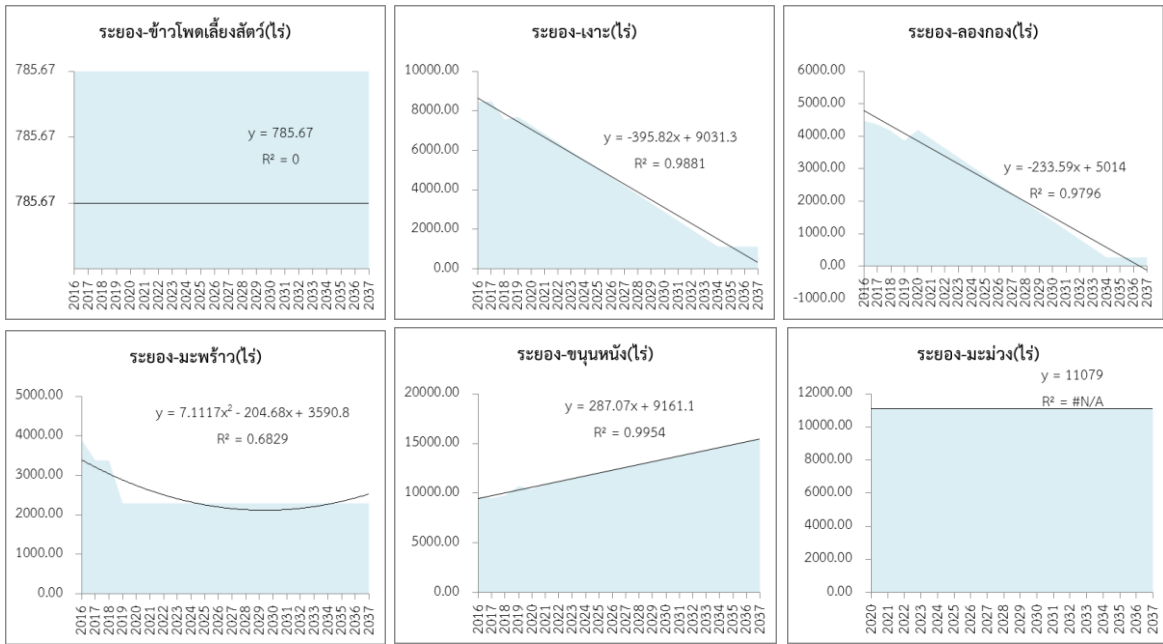 ระยอง-ข้าวโพดเลี้ยงสัตว์(ไร่)
785.67
785.67
785.67
y = 785.67
R² = 0
2016 2017 2018 2019 2020 2021 2022 2023 2024 2025 2026 2027 2028 2029 2030 2031 2032 2033 2034 2035 2036 2037
ระยอง-เงาะ(ไร่)
10000.00
8000.00
6000.00
4000.00
2000.00
0.00
y = -395.82x + 9031.3
R² = 0.9881
2016 2017 2018 2019 2020 2021 2022 2023 2024 2025 2026 2027 2028 2029 2030 2031 2032 2033 2034 2035 2036 2037
ระยอง-ลองกอง(ไร่)
6000.00
5000.00
4000.00
3000.00
2000.00
1000.00
0.00
-1000.00
y = -233.59x + 5014
R² = 0.9796
2016 2017 2018 2019 2020 2021 2022 2023 2024 2025 2026 2027 2028 2029 2030 2031 2032 2033 2034 2035 2036 2037
ระยอง-มะพร้าว(ไร่)
5000.00
4000.00
3000.00
2000.00
1000.00
0.00
y = 7.1117x² - 204.68x + 3590.8
R² = 0.6829
2016 2017 2018 2019 2020 2021 2022 2023 2024 2025 2026 2027 2028 2029 2030 2031 2032 2033 2034 2035 2036 2037
ระยอง-ขนุนหนัง(ไร่)
20000.00
15000.00
10000.00
5000.00
0.00
y = 287.07x + 9161.1
R² = 0.9954
2016 2017 2018 2019 2020 2021 2022 2023 2024 2025 2026 2027 2028 2029 2030 2031 2032 2033 2034 2035 2036 2037
ระยอง-มะม่วง(ไร่)
12000.00
10000.00
8000.00
6000.00
4000.00
2000.00
0.00
y = 11079
R² = #N/A
2020 2021 2022 2023 2024 2025 2026 2027 2028 2029 2030 2031 2032 2033 2034 2035 2036 2037